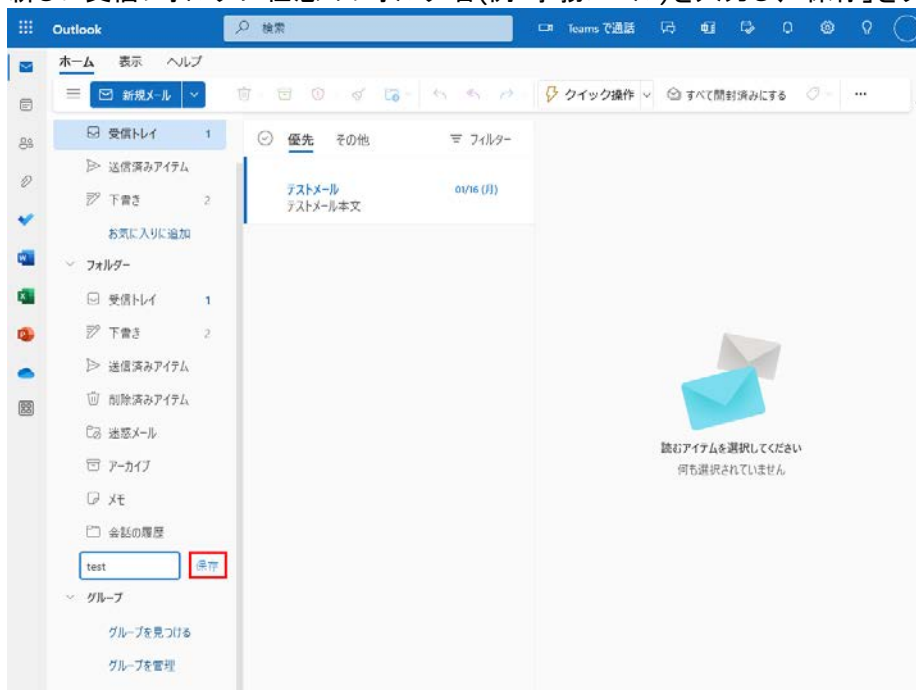 Outlook
検索
Teams で通話
ホーム 表示 ヘルプ
新規メール
クイック操作
すべて開封済みにする
受信トレイ 1
送信済みアイテム
下書き 2
お気に入りに追加
フォルダー
受信トレイ 1
下書き 2
送信済みアイテム
削除済みアイテム
迷惑メール
アーカイブ
メモ
会話の履歴
test 保存
グループ
グループを見つける
グループを管理
優先 その他 フィルター
テストメール 01/16 (月)
テストメール本文
読むアイテムを選択してください
何も選択されていません